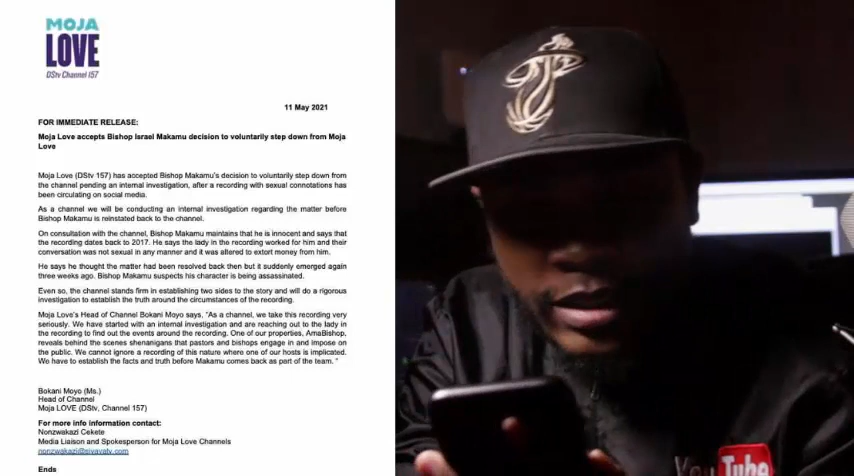 MOJA
LOVE
DStv Channel 157
11 May 2021
FOR IMMEDIATE RELEASE:
Moja Love accepts Bishop Israel Makamu decision to voluntarily step down from Moja
Love
Moja Love (DStv 157) has accepted Bishop Makamu's decision to voluntarily step down from
the channel pending an internal investigation, after a recording with sexual connotations has
been circulating on social media.
As a channel we will be conducting an internal investigation regarding the matter before
Bishop Makamu is reinstated back to the channel.
On consultation with the channel, Bishop Makamu maintains that he is innocent and says that
the recording dates back to 2017. He says the lady in the recording worked for him and their
conversation was not sexual in any manner and it was altered to extort money from him.
He says he thought the matter had been resolved back then but it suddenly emerged again
three weeks ago. Bishop Makamu suspects his character is being assassinated.
Even so, the channel stands firm in establishing two sides to the story and will do a rigorous
investigation to establish the truth around the circumstances of the recording.
Moja Love's Head of Channel Bokani Moyo says, "As a channel, we take this recording very
seriously. We have started with an internal investigation and are reaching out to the lady in
the recording to find out the events around the recording. One of our properties, AmaBishop,
reveals behind the scenes shenanigans that pastors and bishops engage in and impose on
the public. We cannot ignore a recording of this nature where one of our hosts is implicated.
We have to establish the facts and truth before Makamu comes back as part of the team. "
Bokani Moyo (Ms.)
Head of Channel
Moja LOVE (DStv, Channel 157)
For more info information contact:
Nonzwakazi Cekete
Media Liaison and Spokesperson for Moja Love Channels
nonzwakazi@siyayatv.com
Ends
YouTube